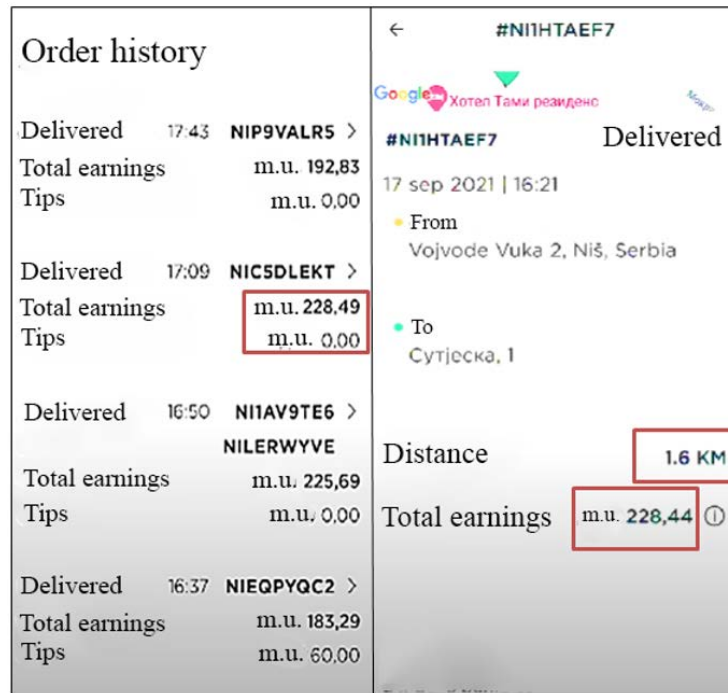 Order history
Delivered 17:43 NIP9VALR5 >
Total earnings m.u. 192,83
Tips m.u. 0,00
Delivered 17:09 NIC5DLEKT >
Total earnings m.u. 228,49
Tips m.u. 0,00
Delivered 16:50 NI1AV9TE6 >
NILERWYVE
Total earnings m.u. 225,69
Tips m.u. 0,00
Delivered 16:37 NIEQPYQC2 >
Total earnings m.u. 183,29
Tips m.u. 60,00
← #NI1HTAEF7
Google Хотел Тами резиденс
#NI1HTAEF7 Delivered
17 sep 2021 | 16:21
From
Vojvode Vuka 2, Niš, Serbia
To
Сутјеска, 1
Distance 1.6 KM
Total earnings m.u. 228,44